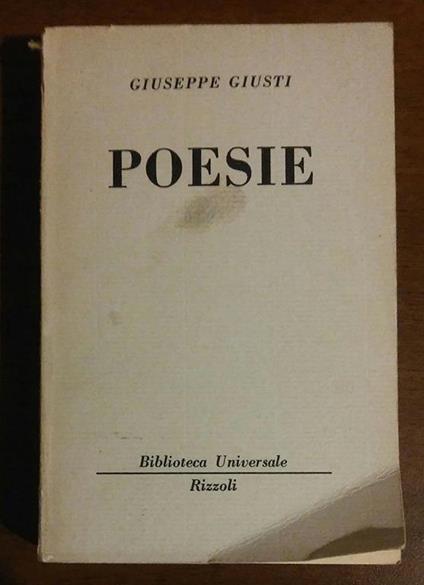 GIUSEPPE GIUSTI
POESIE
Biblioteca Universale
Rizzoli